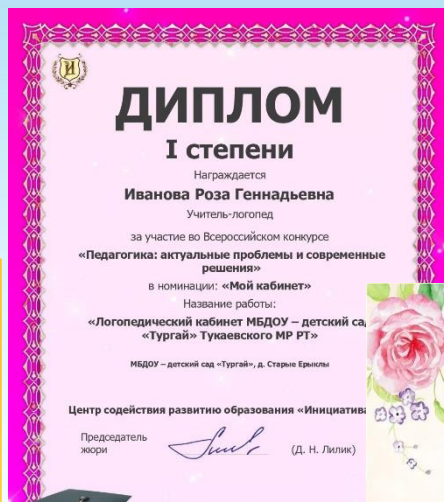 И
ДИПЛОМ
I степени
Награждается
Иванова Роза Геннадьевна
Учитель-логопед
за участие во Всероссийском конкурсе
«Педагогика: актуальные проблемы и современные
решения»
в номинации: «Мой кабинет»
Название работы:
«Логопедический кабинет МБДОУ – детский са
«Тургай» Тукаевского МР РТ»
МБДОУ – детский сад «Тургай», д. Старые Ерыклы
Центр содействия развитию образования «Инициатива
Председатель
жюри
(Д. Н. Лилик)